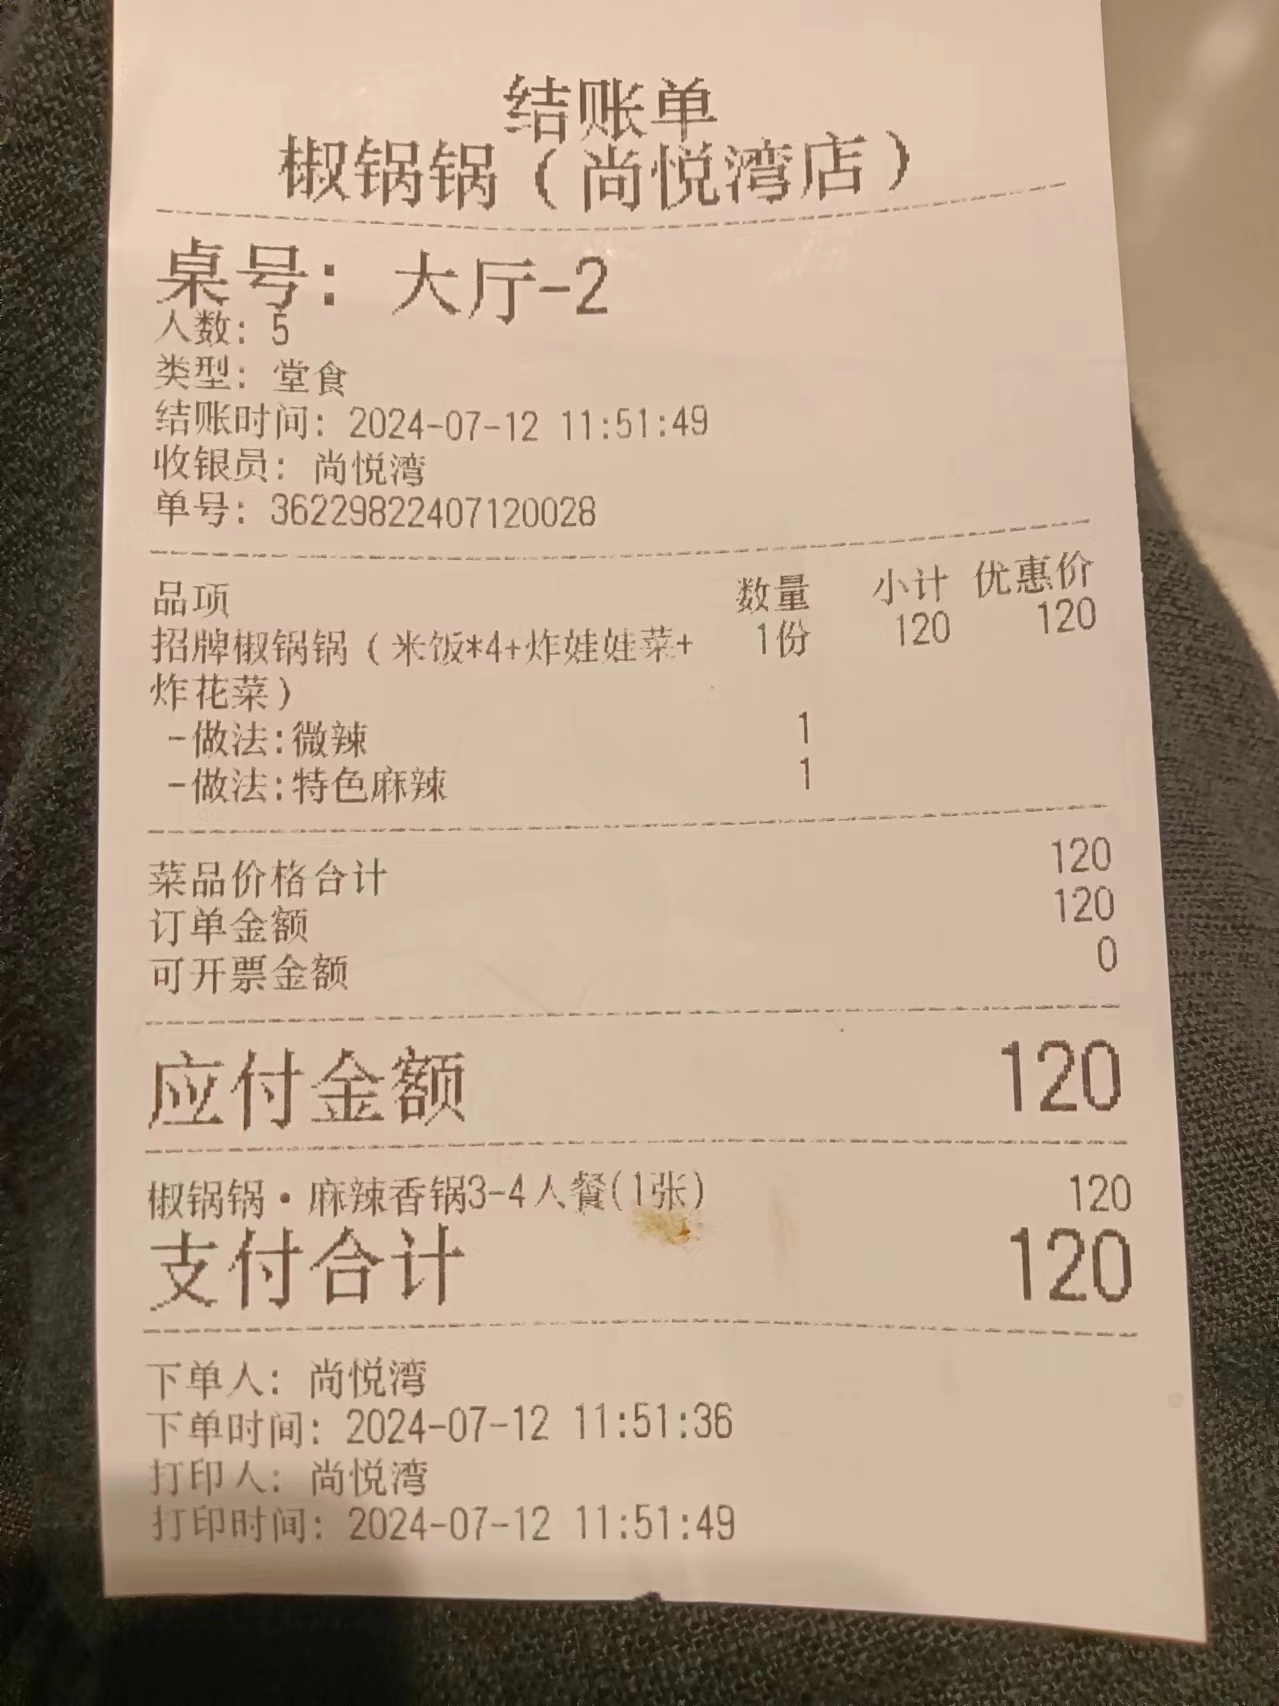 结账单
椒锅锅（尚悦湾店）
桌号: 大厅-2
人数: 5
类型: 堂食
结账时间: 2024-07-12 11:51:49
收银员: 尚悦湾
单号: 36229822407120028
品项 数量 小计 优惠价
招牌椒锅锅（米饭*4+炸娃娃菜+ 1份 120 120
炸花菜）
-做法:微辣 1
-做法:特色麻辣 1
菜品价格合计 120
订单金额 120
可开票金额 0
应付金额 120
椒锅锅·麻辣香锅3-4人餐(1张) 120
支付合计 120
下单人: 尚悦湾
下单时间: 2024-07-12 11:51:36
打印人: 尚悦湾
打印时间: 2024-07-12 11:51:49